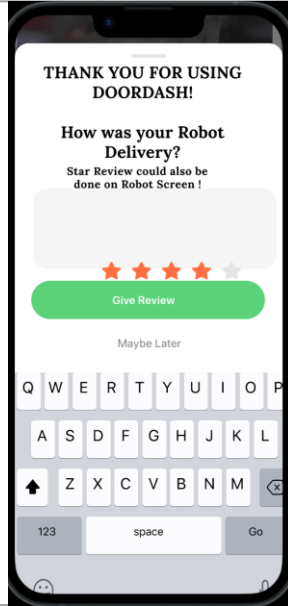 THANK YOU FOR USING
DOORDASH!
How was your Robot
Delivery?
Star Review could also be
done on Robot Screen !
Give Review
Maybe Later
Q W E R T Y U I O P
A S D F G H J K L
Z X C V B N M
123 space Go